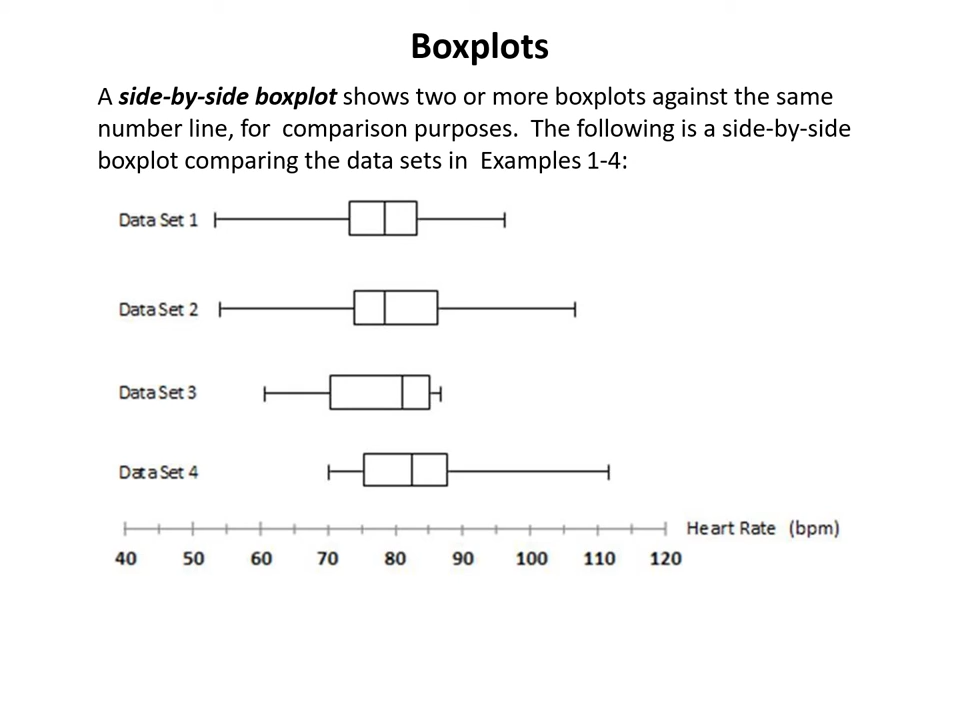 Boxplots
A side-by-side boxplot shows two or more boxplots against the same
number line, for comparison purposes. The following is a side-by-side
boxplot comparing the data sets in Examples 1-4:
Data Set 1
Data Set 2
Data Set 3
Data Set 4
Heart Rate (bpm)
40 50 60 70 80 90 100 110 120